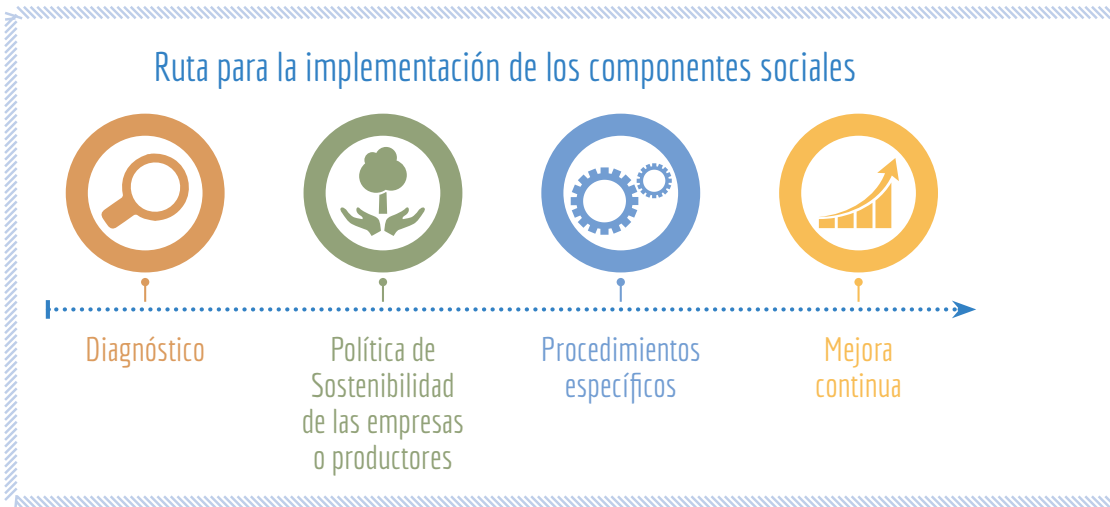 Ruta para la implementación de los componentes sociales
Diagnóstico
Política de
Sostenibilidad
de las empresas
o productores
Procedimientos
específicos
Mejora
continua